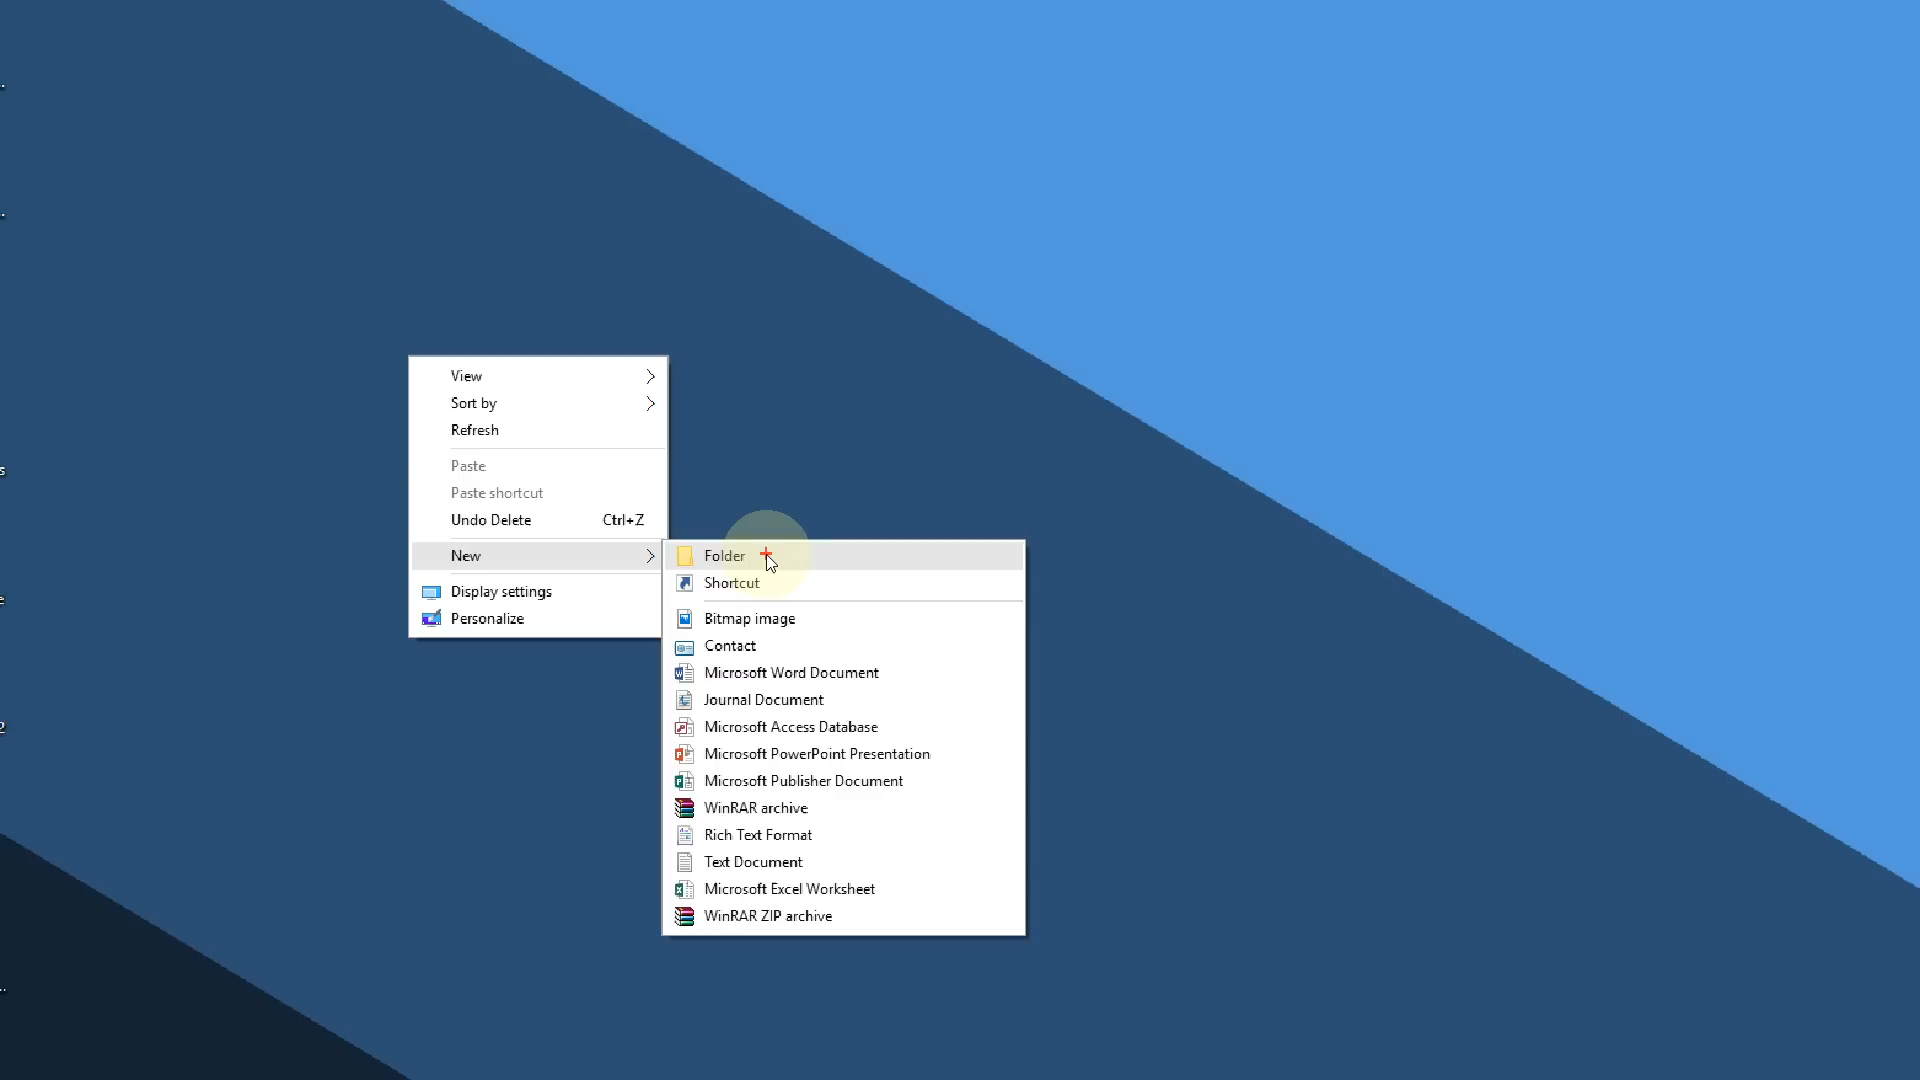 View
Sort by
Refresh
Paste
Paste shortcut
Undo Delete Ctrl+Z
New
Display settings
Personalize
Folder
Shortcut
Bitmap image
Contact
Microsoft Word Document
Journal Document
Microsoft Access Database
Microsoft PowerPoint Presentation
Microsoft Publisher Document
WinRAR archive
Rich Text Format
Text Document
Microsoft Excel Worksheet
WinRAR ZIP archive